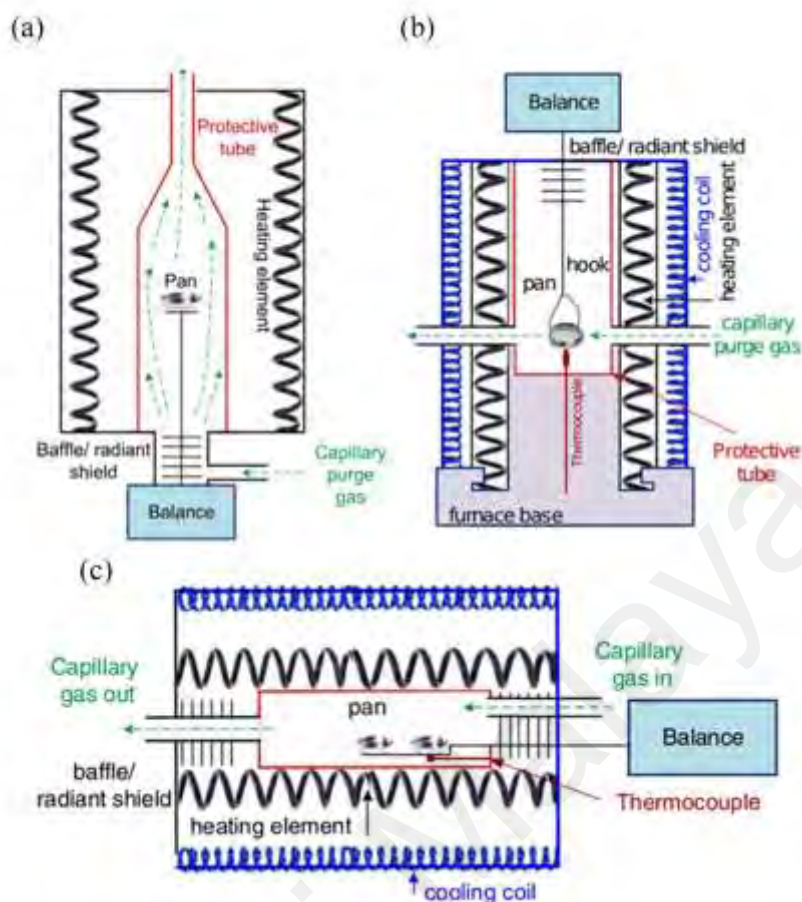 (a)
Protective
tube
Heating element
Pan
Baffle/ radiant
shield
Capillary
purge
gas
Balance
(b)
Balance
baffle/ radiant shield
cooling coil
heating element
hook
pan
capillary
purge gas
Thermocouple
Protective
tube
furnace base
(c)
Capillary
gas out
Capillary
gas in
pan
Balance
baffle/
radiant shield
Thermocouple
heating element
cooling coil